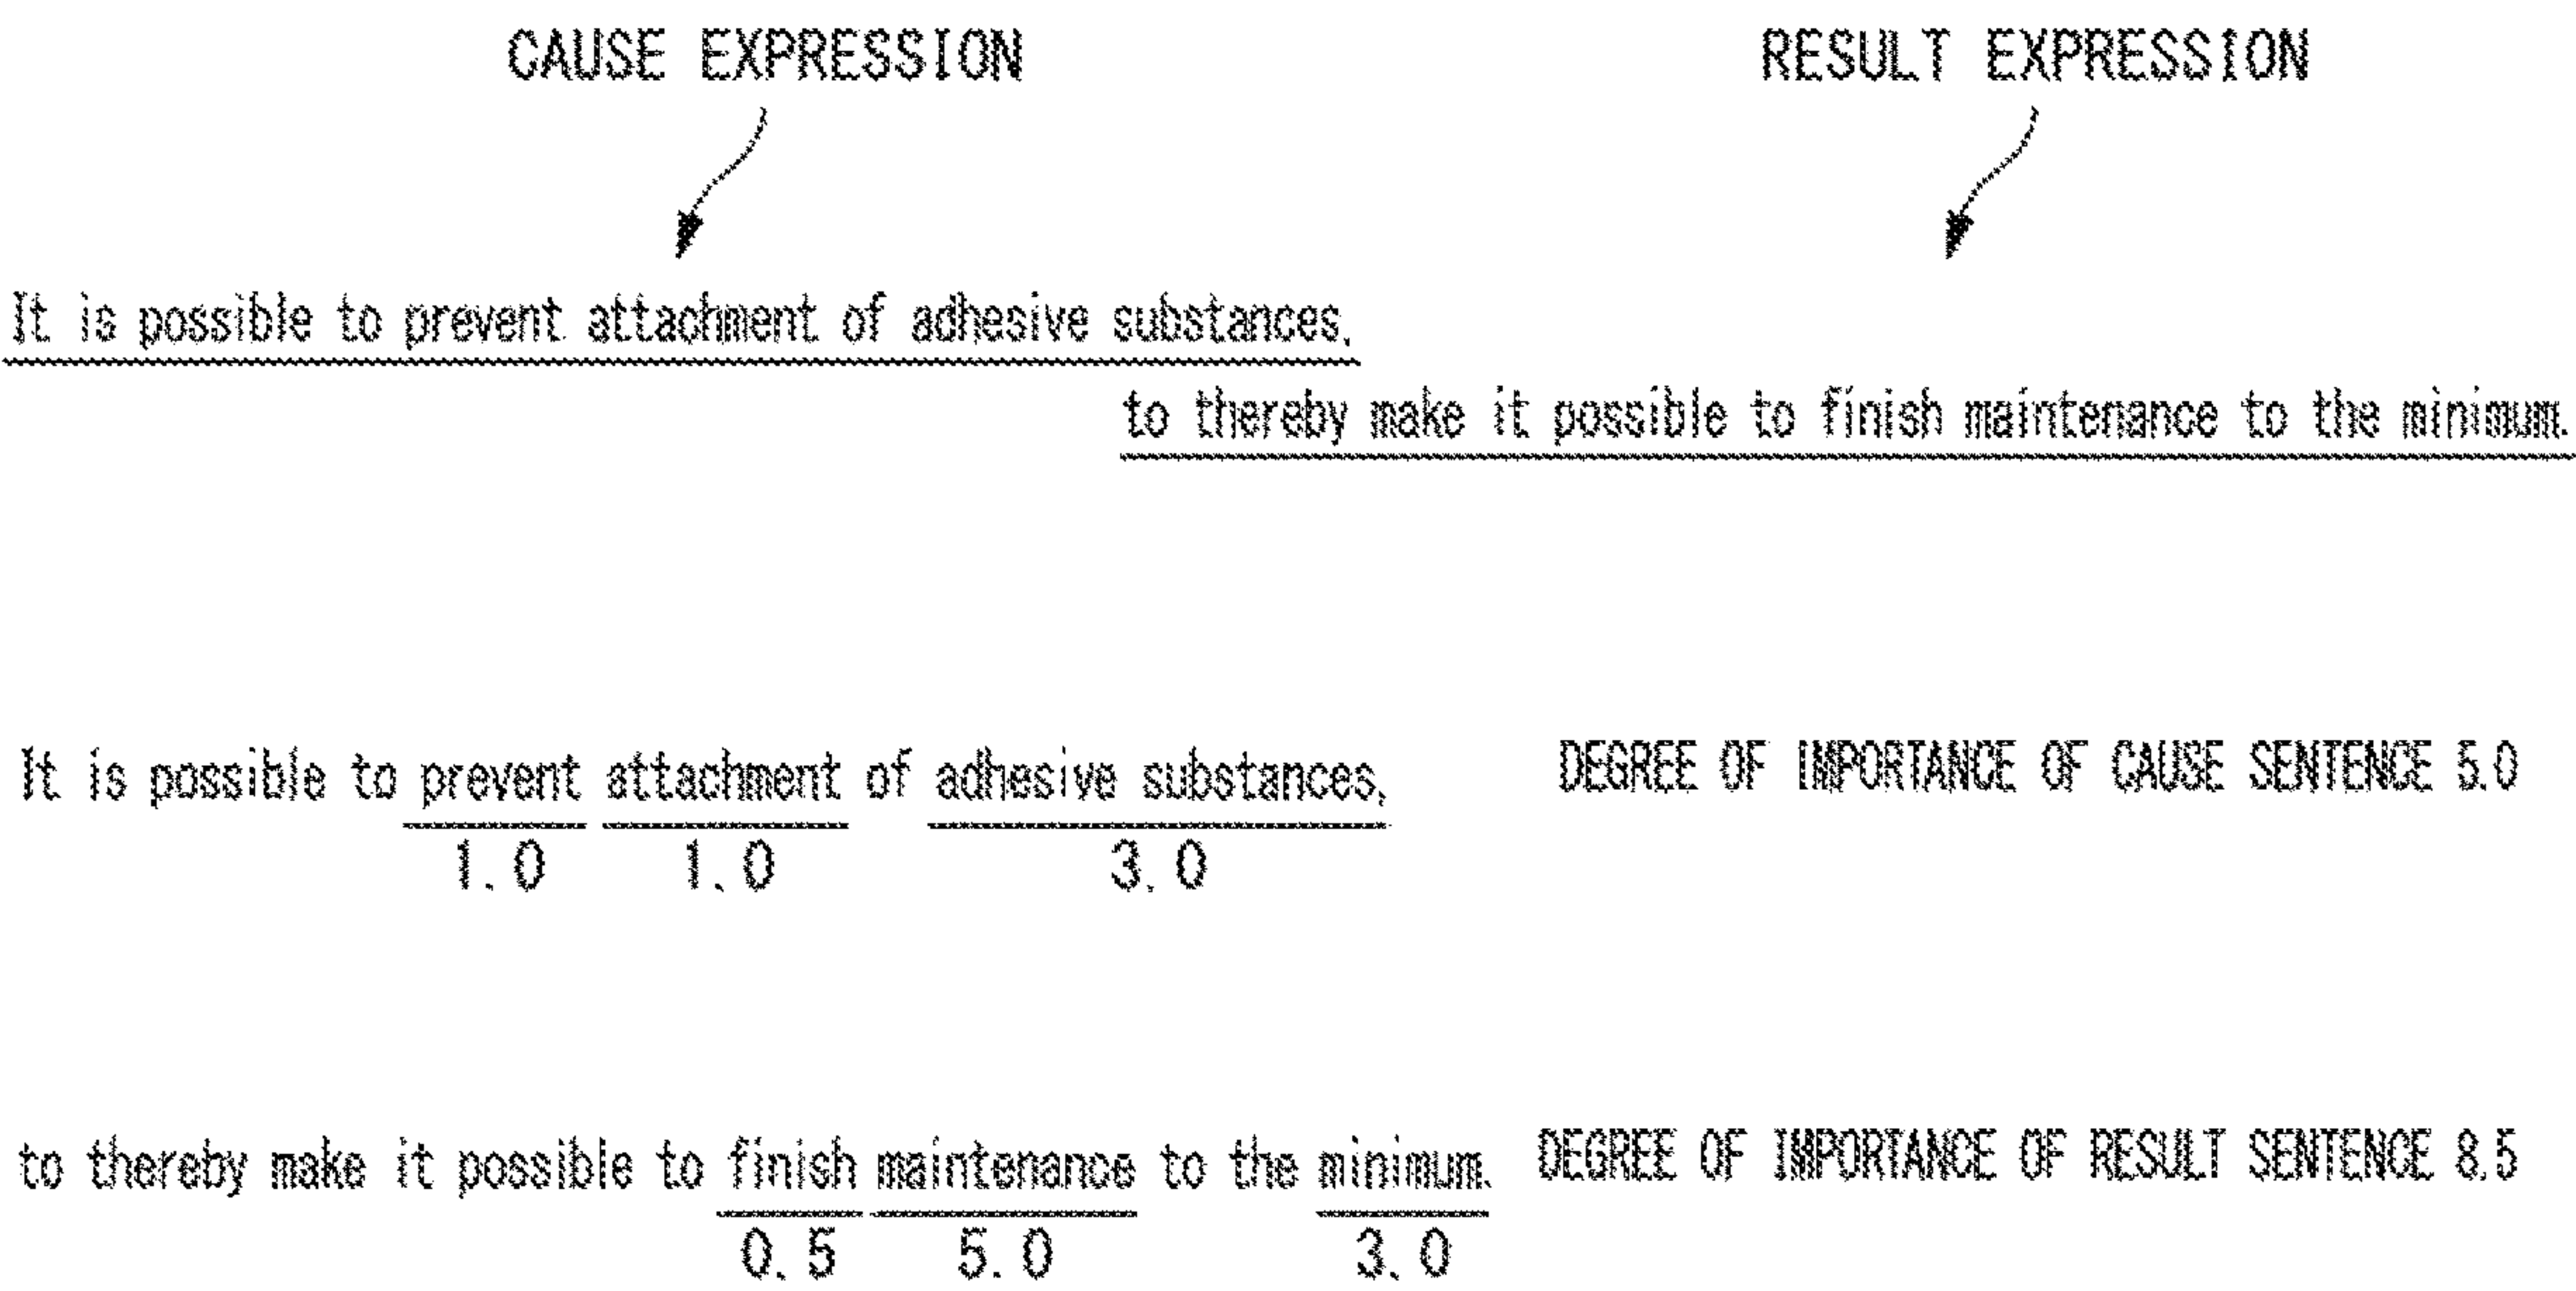 CAUSE EXPRESSION RESULT EXPRESSION
It is possible to prevent attachment of adhesive substances,
to thereby make it possible to finish maintenance to the minimum.
It is possible to prevent attachment of adhesive substances, DEGREE OF IMPORTANCE OF CAUSE SENTENCE 5.0
1.0 1.0 3.0
to thereby make it possible to finish maintenance to the minimum. DEGREE OF IMPORTANCE OF RESULT SENTENCE 8.5
0.5 5.0 3.0